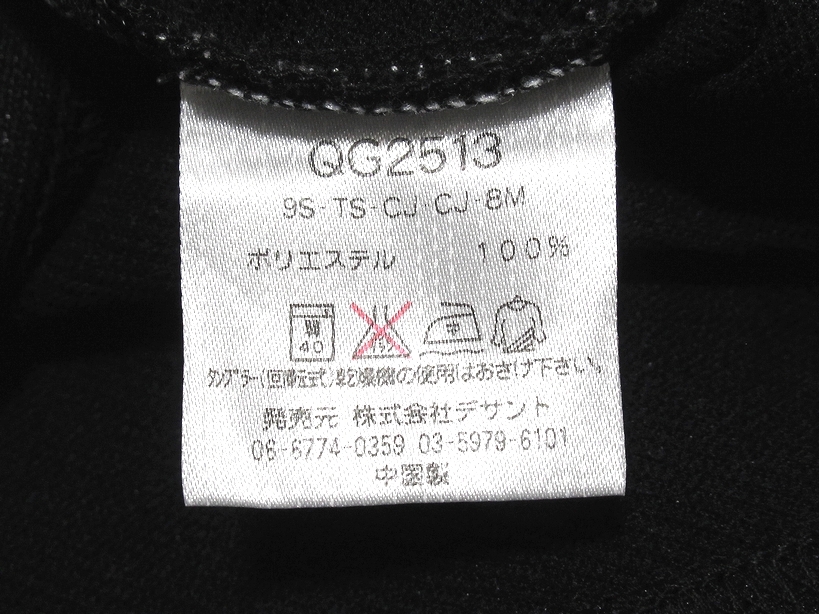 QG2513
9S-TS-CJ-CJ-8M
ポリエステル 100%
弱 40 中
タンブラー(回転式)乾燥機の使用はおさけ下さい。
発売元 株式会社デサント
06-6774-0359 03-5979-6101
中国製